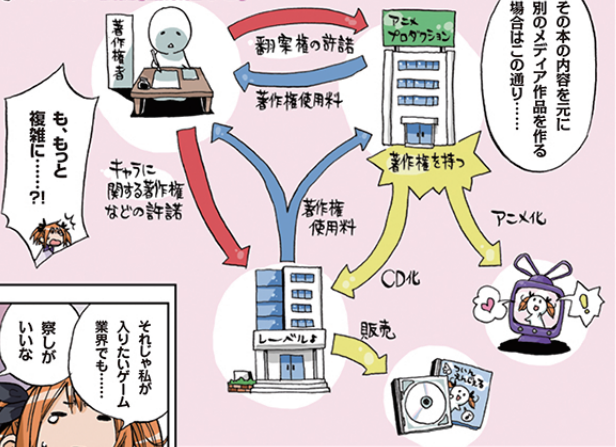 その本の内容を元に
別のメディア作品を作る
場合はこの通り……
著作権者
アニメ
プロダクション
翻案権の許諾
著作権使用料
も、もっと
複雑に……?!
キャラに
関する著作権
などの許諾
著作権
使用料
著作権を持つ
アニメ化
CD化
レーベルよ
販売
それじゃ私が
入りたいゲーム
業界でも……
察しが
いいな